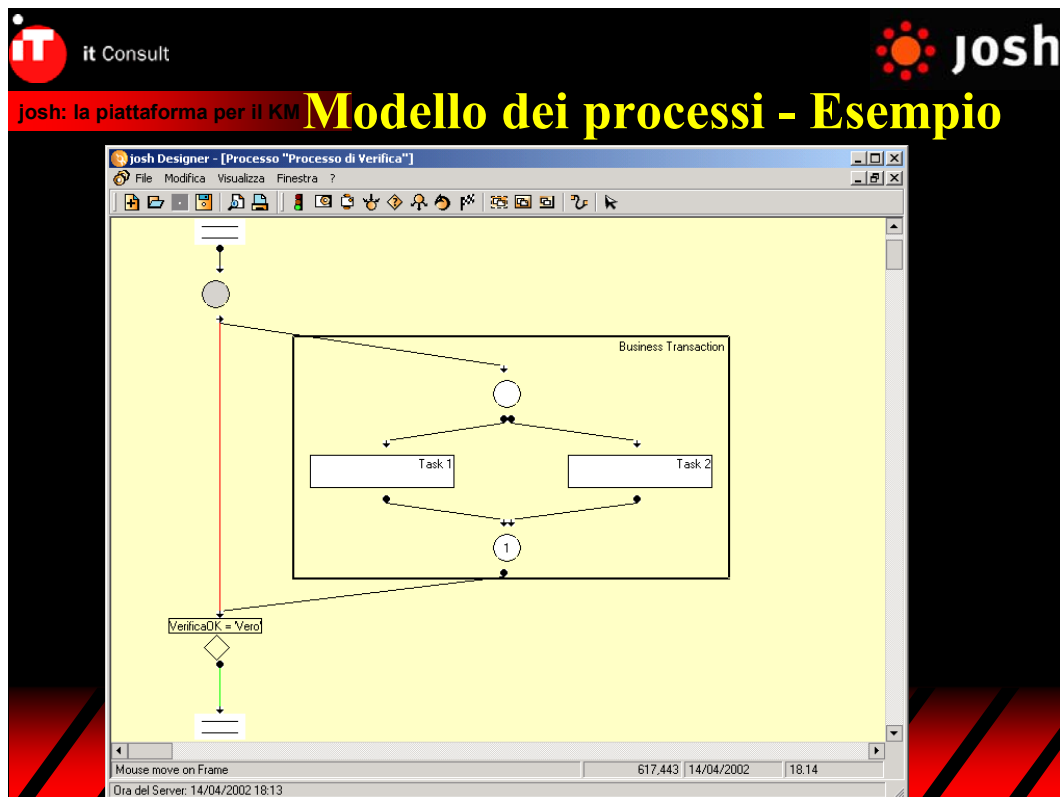 iT
it Consult
josh
josh: la piattaforma per il KM
Modello dei processi - Esempio
josh Designer - [Processo "Processo di Verifica"]
File Modifica Visualizza Finestra ?
Business Transaction
Task 1
Task 2
1
VerificaOK = 'Vero'
Mouse move on Frame
617,443
14/04/2002
18.14
Ora del Server: 14/04/2002 18:13